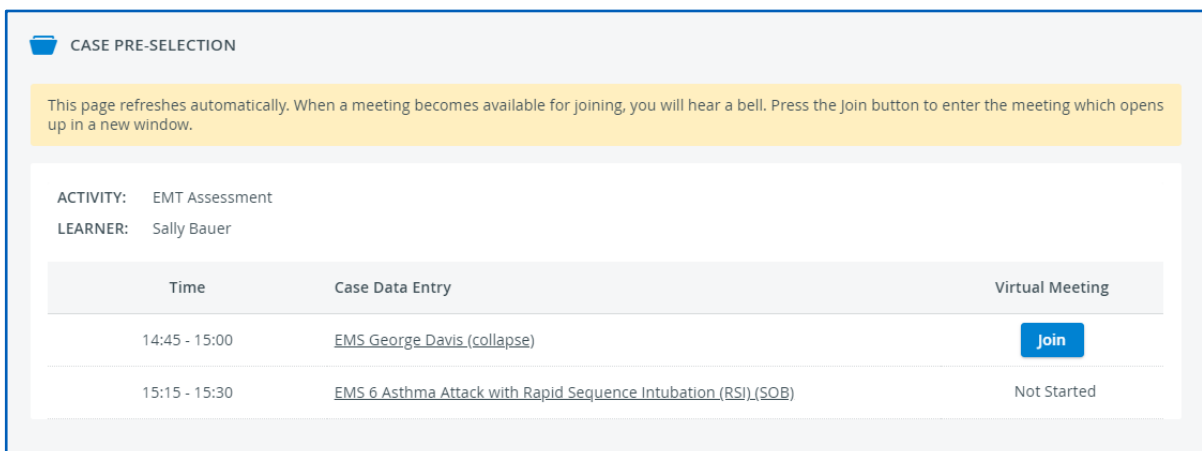 CASE PRE-SELECTION
This page refreshes automatically. When a meeting becomes available for joining, you will hear a bell. Press the Join button to enter the meeting which opens
up in a new window.
ACTIVITY: EMT Assessment
LEARNER: Sally Bauer
Time Case Data Entry Virtual Meeting
14:45 - 15:00 EMS George Davis (collapse) Join
15:15 - 15:30 EMS 6 Asthma Attack with Rapid Sequence Intubation (RSI) (SOB) Not Started